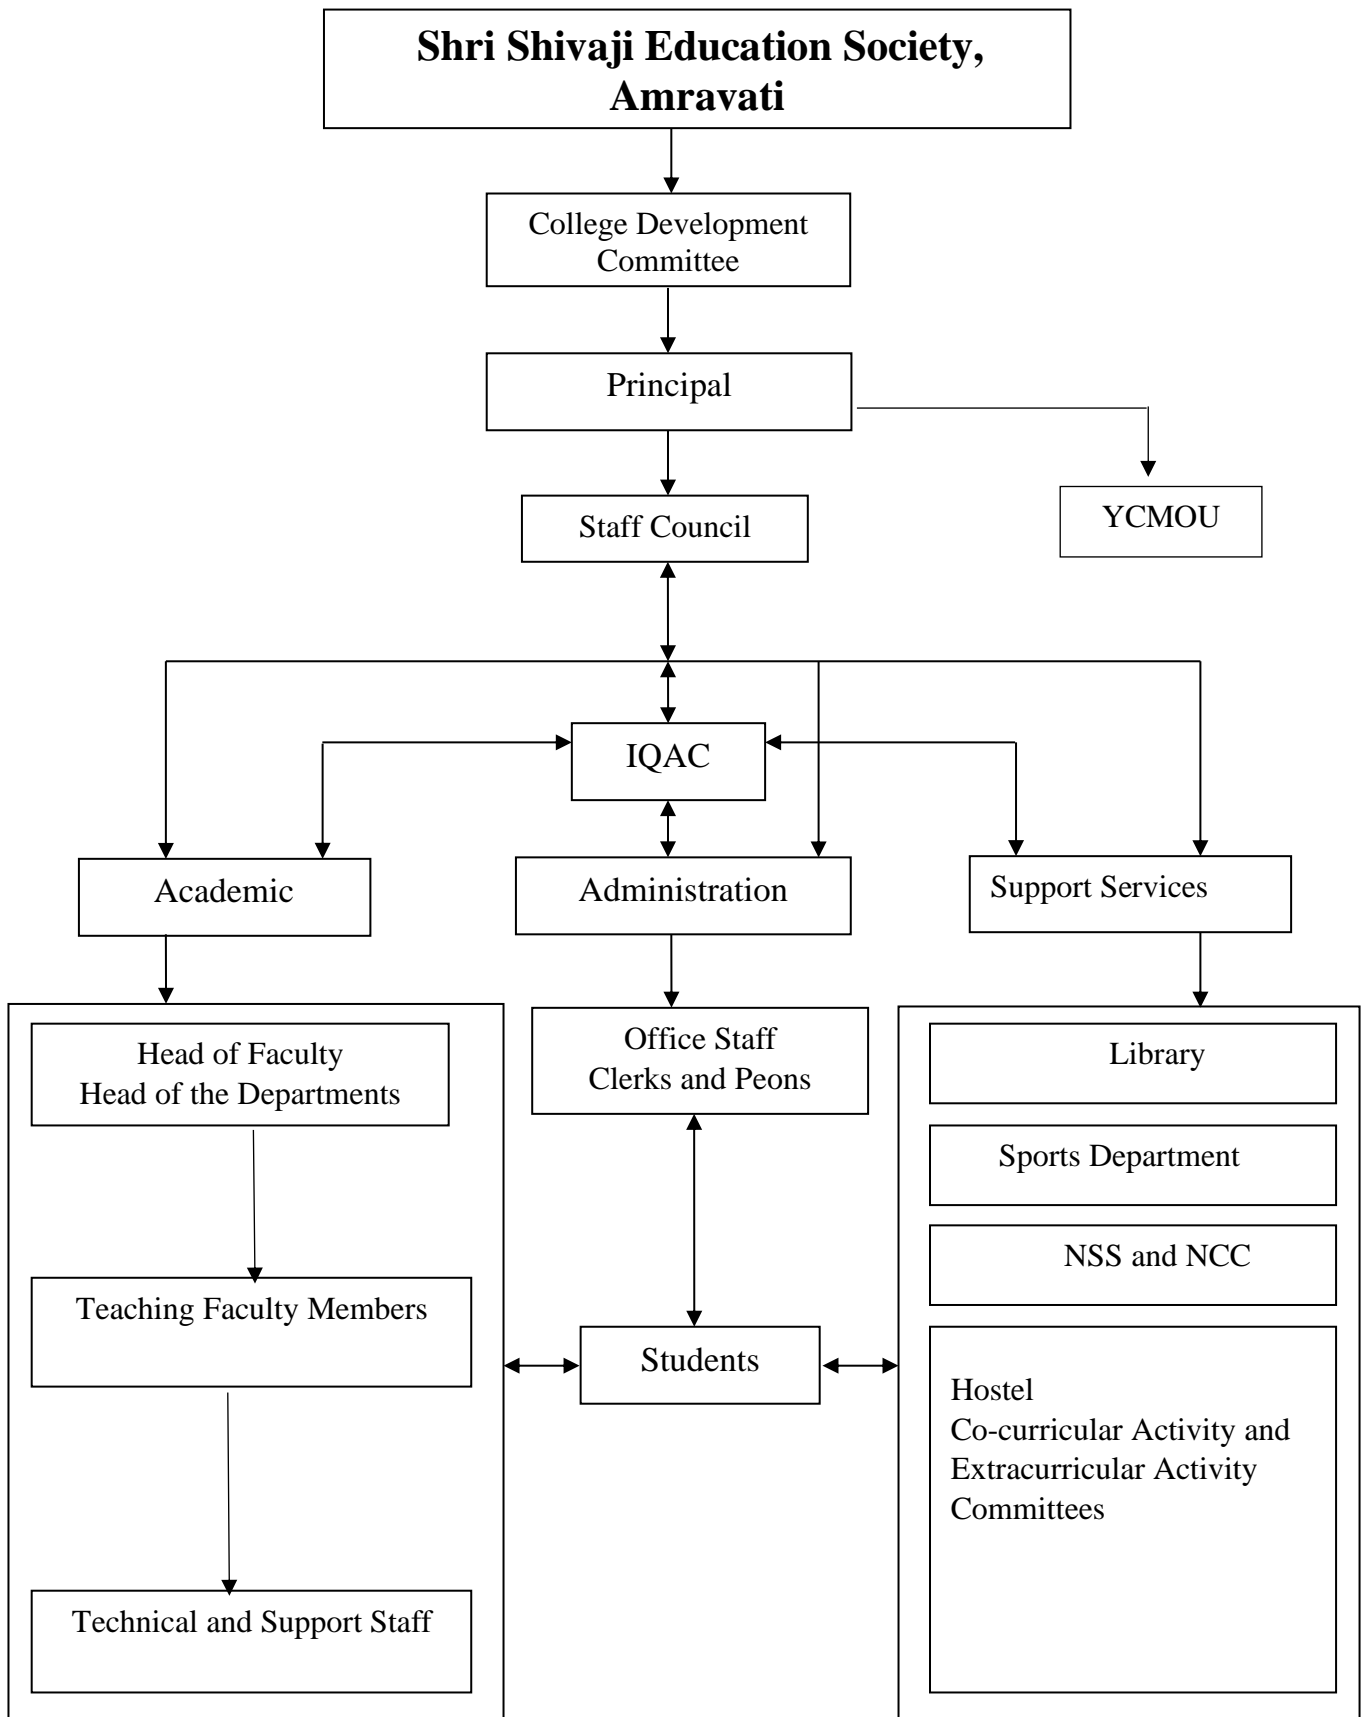 Shri Shivaji Education Society,
Amravati
College Development
Committee
Principal
YCMOU
Staff Council
IQAC
Academic
Administration
Support Services
Head of Faculty
Head of the Departments
Office Staff
Clerks and Peons
Library
Sports Department
NSS and NCC
Teaching Faculty Members
Students
Hostel
Co-curricular Activity and
Extracurricular Activity
Committees
Technical and Support Staff